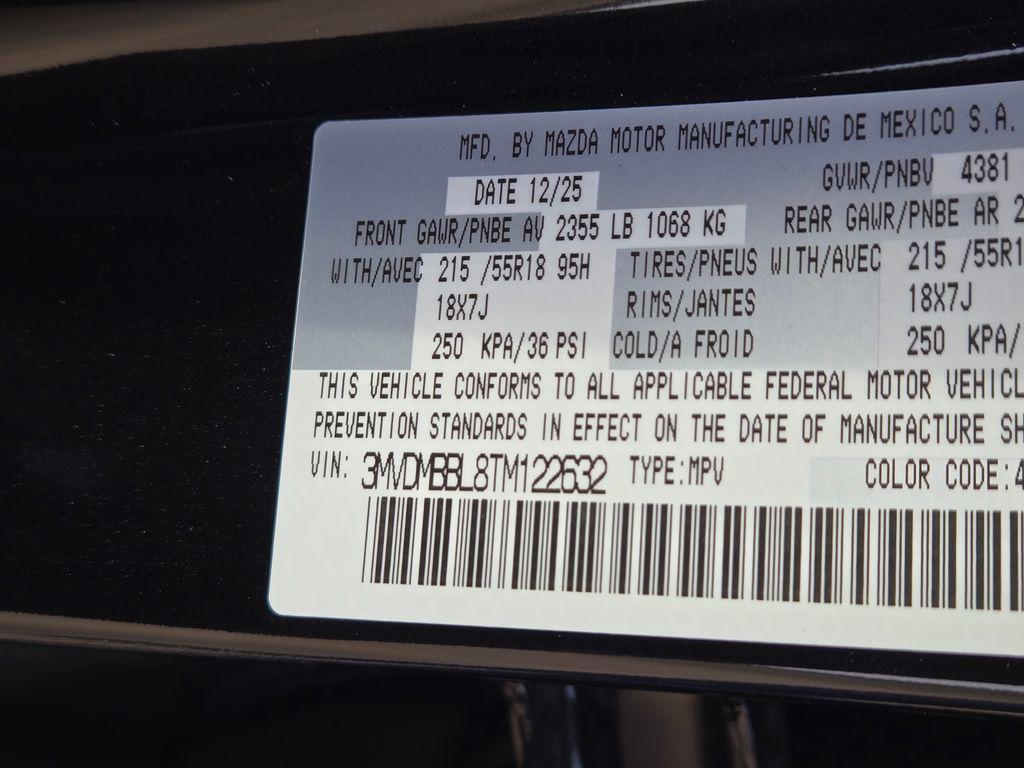 MFD. BY MAZDA MOTOR MANUFACTURING DE MEXICO S.A.
DATE 12/25 GVWR/PNBV 4381
FRONT GAWR/PNBE AV 2355 LB 1068 KG REAR GAWR/PNBE AR 2
WITH/AVEC 215 /55R18 95H TIRES/PNEUS WITH/AVEC 215 /55R1
18X7J RIMS/JANTES 18X7J
250 KPA/36 PSI COLD/A FROID 250 KPA/
THIS VEHICLE CONFORMS TO ALL APPLICABLE FEDERAL MOTOR VEHICL
PREVENTION STANDARDS IN EFFECT ON THE DATE OF MANUFACTURE SH
VIN: 3MVDMBBL8TM122632 TYPE:MPV COLOR CODE:4